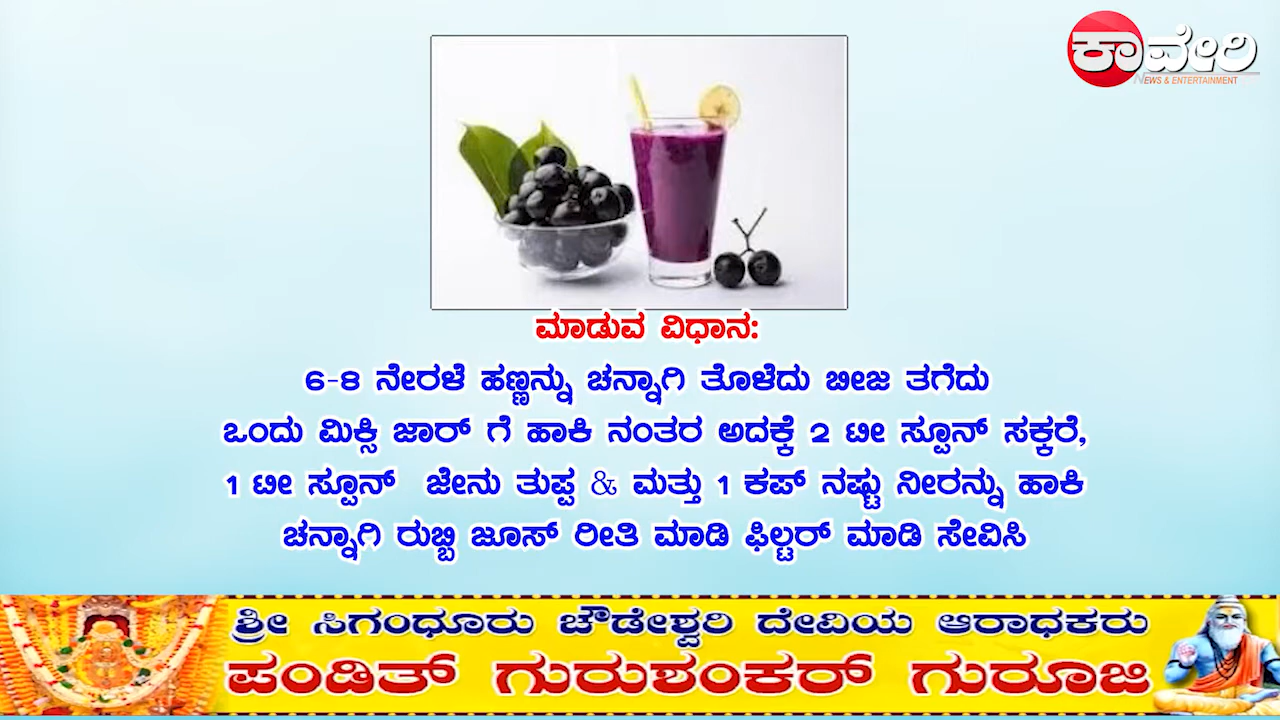 ಕಾವೇರಿ
NEWS & ENTERTAINMENT
ಮಾಡುವ ವಿಧಾನ:
6-8 ನೇರಳೆ ಹಣ್ಣನ್ನು ಚನ್ನಾಗಿ ತೊಳೆದು ಬೀಜ ತಗೆದು
ಒಂದು ಮಿಕ್ಸಿ ಜಾರ್ ಗೆ ಹಾಕಿ ನಂತರ ಅದಕ್ಕೆ 2 ಟೀ ಸ್ಪೂನ್ ಸಕ್ಕರೆ,
1 ಟೀ ಸ್ಪೂನ್ ಜೇನು ತುಪ್ಪ & ಮತ್ತು 1 ಕಪ್ ನಷ್ಟು ನೀರನ್ನು ಹಾಕಿ
ಚನ್ನಾಗಿ ರುಬ್ಬಿ ಜೂಸ್ ರೀತಿ ಮಾಡಿ ಫಿಲ್ಟರ್ ಮಾಡಿ ಸೇವಿಸಿ
ಶ್ರೀ ಸಿಗಂಧೂರು ಚೌಡೇಶ್ವರಿ ದೇವಿಯ ಆರಾಧಕರು
ಪಂಡಿತ್ ಗುರುಶಂಕರ್ ಗುರೂಜಿ